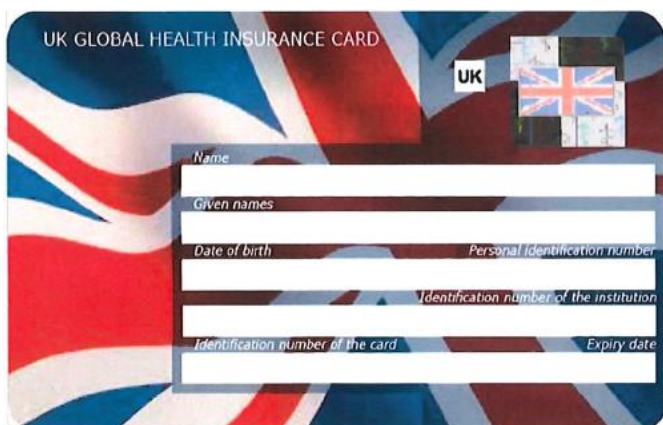 UK GLOBAL HEALTH INSURANCE CARD
UK
Name
Given names
Date of birth Personal identification number
Identification number of the institution
Identification number of the card Expiry date